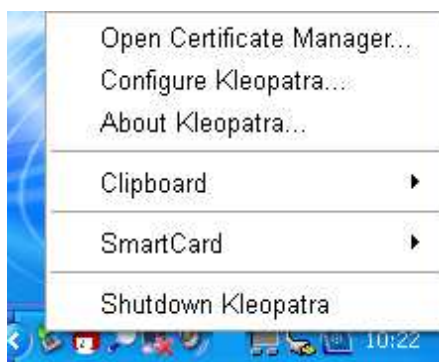 Open Certificate Manager...
Configure Kleopatra...
About Kleopatra...
Clipboard
SmartCard
Shutdown Kleopatra
10:22